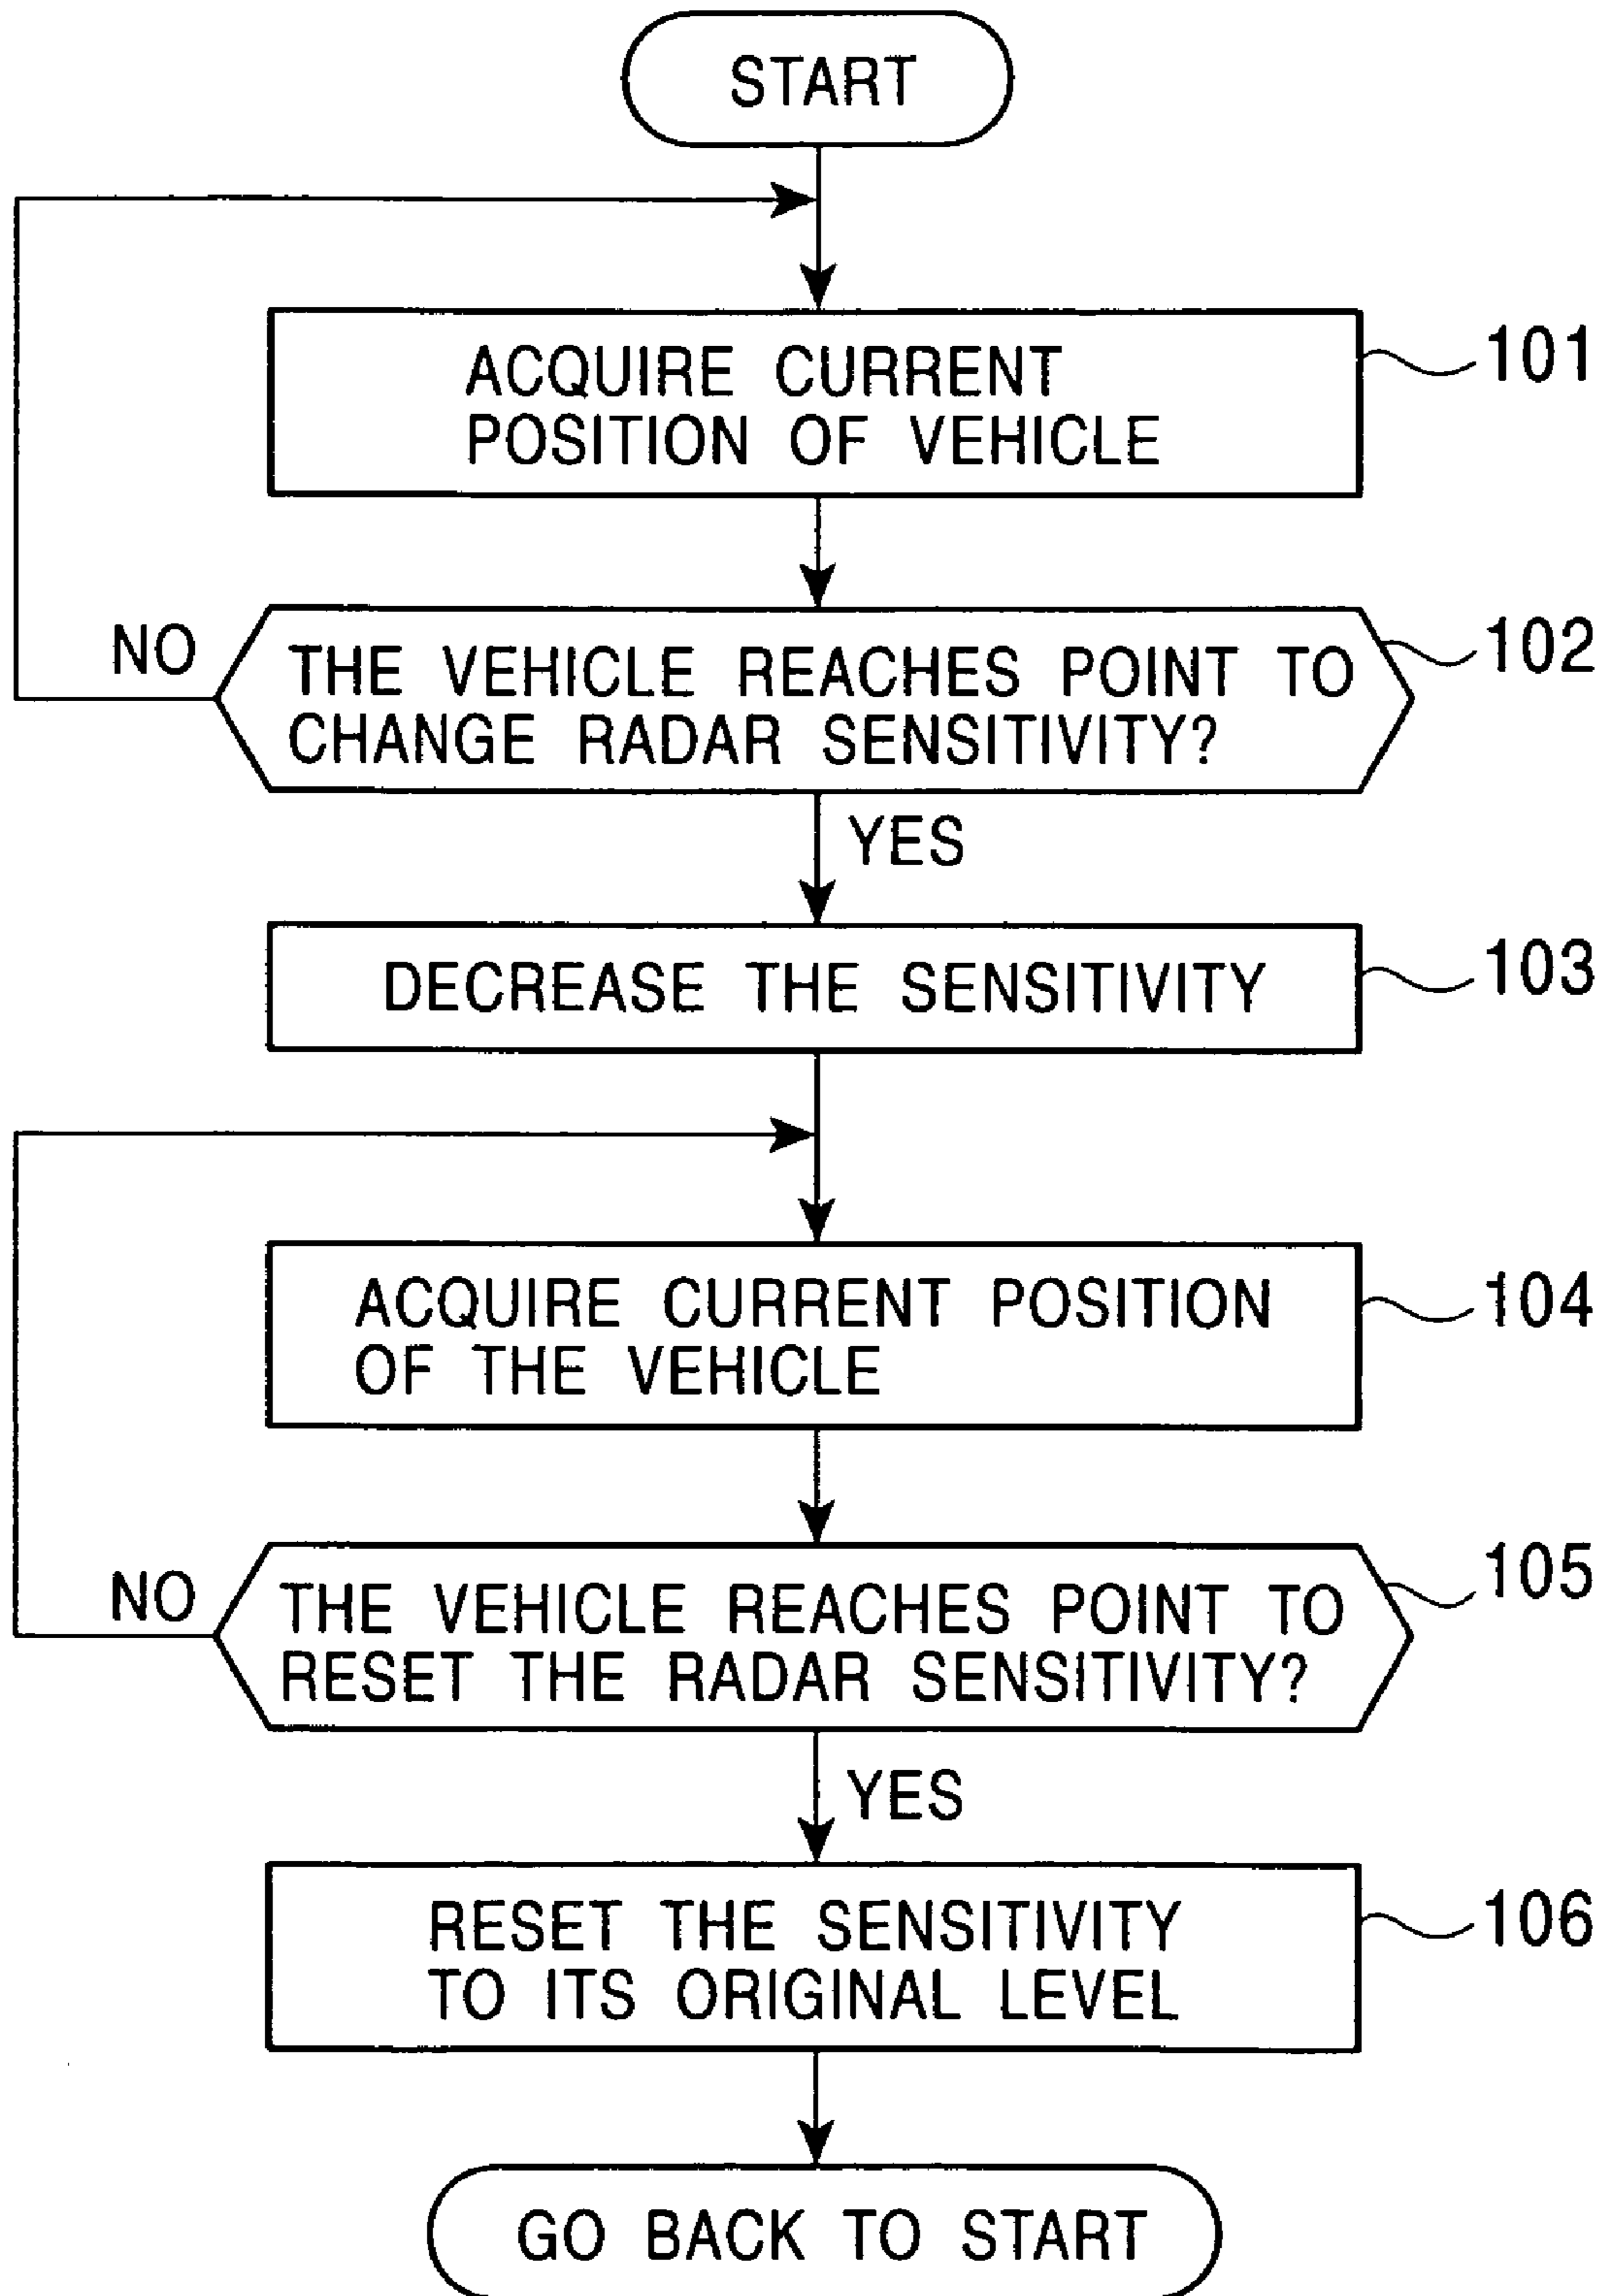 START
ACQUIRE CURRENT
POSITION OF VEHICLE
101
NO
THE VEHICLE REACHES POINT TO
CHANGE RADAR SENSITIVITY?
102
YES
DECREASE THE SENSITIVITY
103
ACQUIRE CURRENT POSITION
OF THE VEHICLE
104
NO
THE VEHICLE REACHES POINT TO
RESET THE RADAR SENSITIVITY?
105
YES
RESET THE SENSITIVITY
TO ITS ORIGINAL LEVEL
106
GO BACK TO START